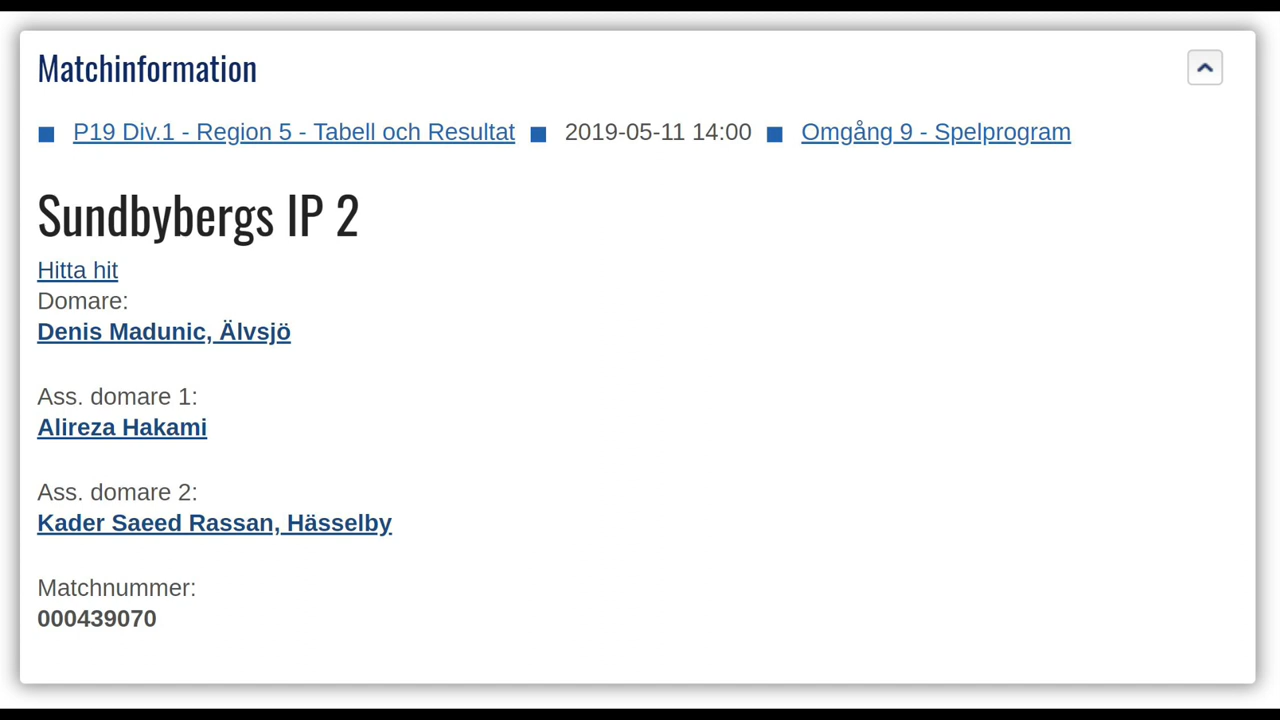 Matchinformation
P19 Div.1 - Region 5 - Tabell och Resultat 2019-05-11 14:00 Omgång 9 - Spelprogram
Sundbybergs IP 2
Hitta hit
Domare:
Denis Madunic, Älvsjö
Ass. domare 1:
Alireza Hakami
Ass. domare 2:
Kader Saeed Rassan, Hässelby
Matchnummer:
000439070